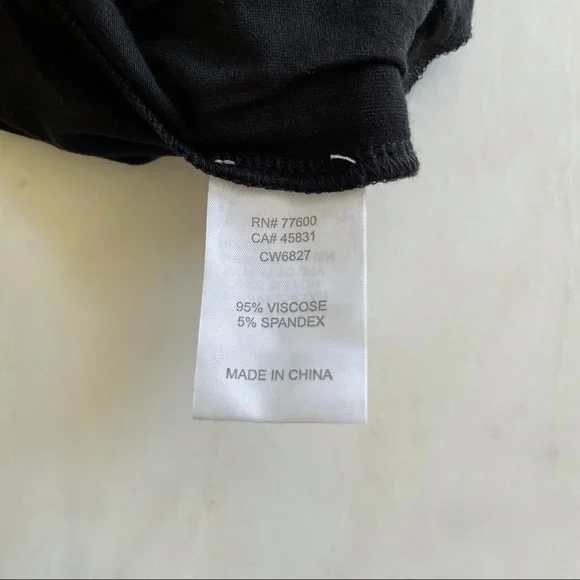 RN# 77600
CA# 45831
CW6827
95% VISCOSE
5% SPANDEX
MADE IN CHINA